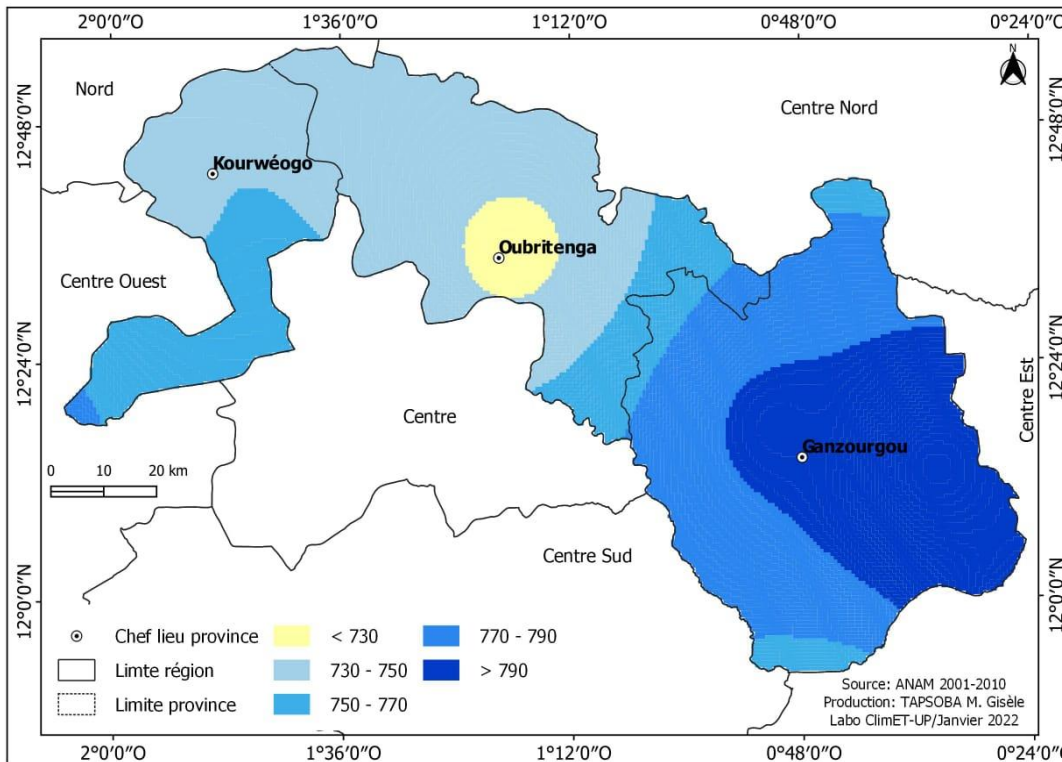 2°0′0″O 1°36′0″O 1°12′0″O 0°48′0″O 0°24′0″O
N
Nord
Centre Nord
12°48′0″N 12°48′0″N
Kourwéogo
Oubritenga
Centre Ouest
12°24′0″N 12°24′0″N
Centre Est
Centre
Ganzourgou
0 10 20 km
Centre Sud
12°0′0″N 12°0′0″N
Chef lieu province < 730 770 - 790
Limte région 730 - 750 > 790
Limite province 750 - 770
Source: ANAM 2001-2010
Production: TAPSOBA M. Gisèle
Labo ClimET-UP/Janvier 2022
2°0′0″O 1°36′0″O 1°12′0″O 0°48′0″O 0°24′0″O